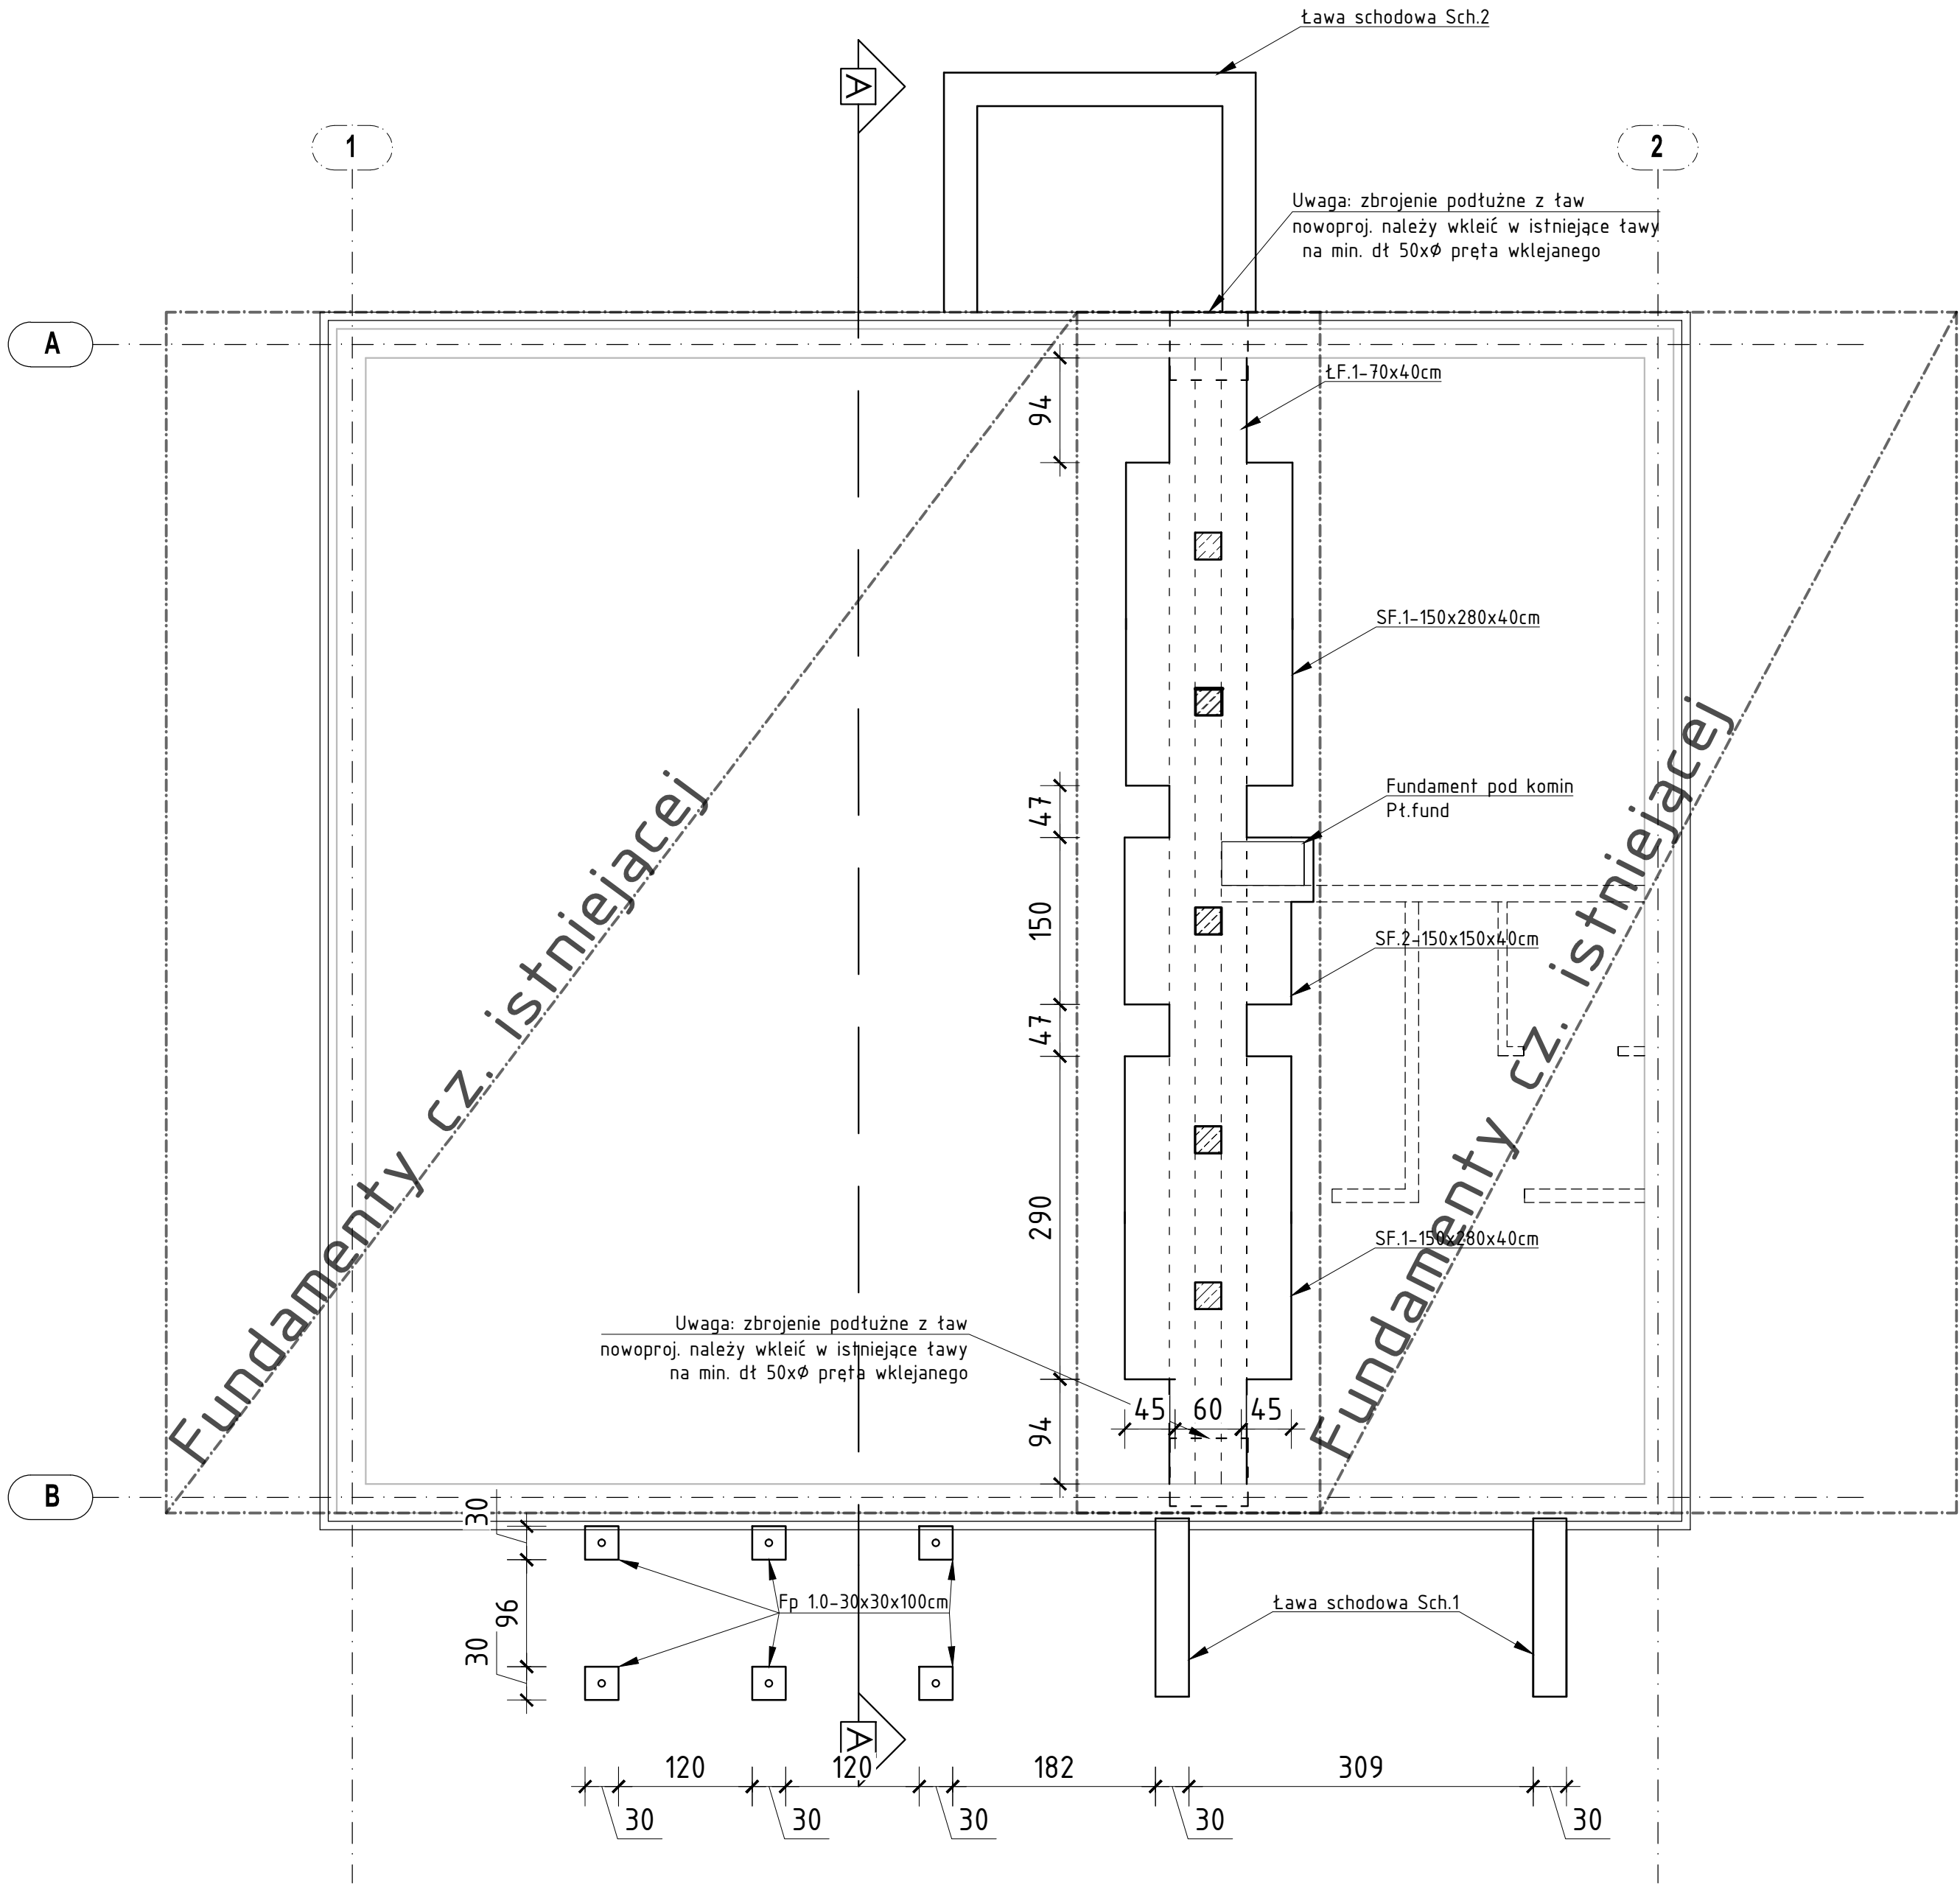 Ława schodowa Sch.2
A
1
2
Uwaga: zbrojenie podłużne z ław
nowoproj. należy wkleić w istniejące ławy
na min. dł 50xø pręta wklejanego
A
ŁF.1-70x40cm
94
SF.1-150x280x40cm
Fundament pod komin
Pł.fund
47
150
SF.2-150x150x40cm
47
Fundamenty cz. istniejącej
Fundamenty cz. istniejącej
290
SF.1-150x280x40cm
Uwaga: zbrojenie podłużne z ław
nowoproj. należy wkleić w istniejące ławy
na min. dł 50xø pręta wklejanego
45 60 45
94
B
30
96
30
Fp 1.0-30x30x100cm
Ława schodowa Sch.1
A
120 120 182 309
30 30 30 30 30